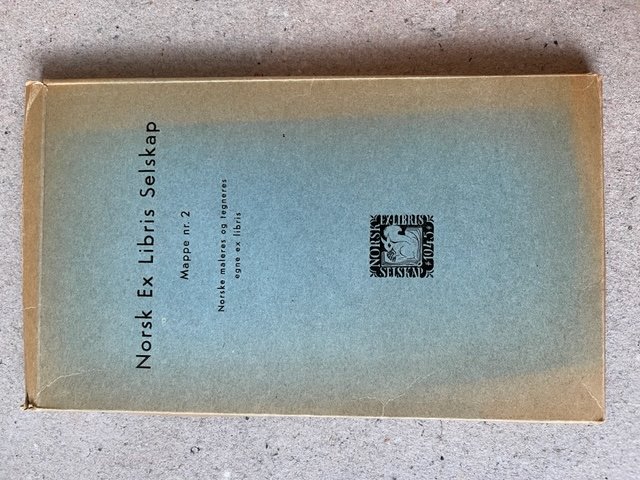 Norsk Ex Libris Selskap
Mappe nr. 2
Norske maleres og tegneres
egne ex libris
NORSK
EXLIBRIS
SELSKAP